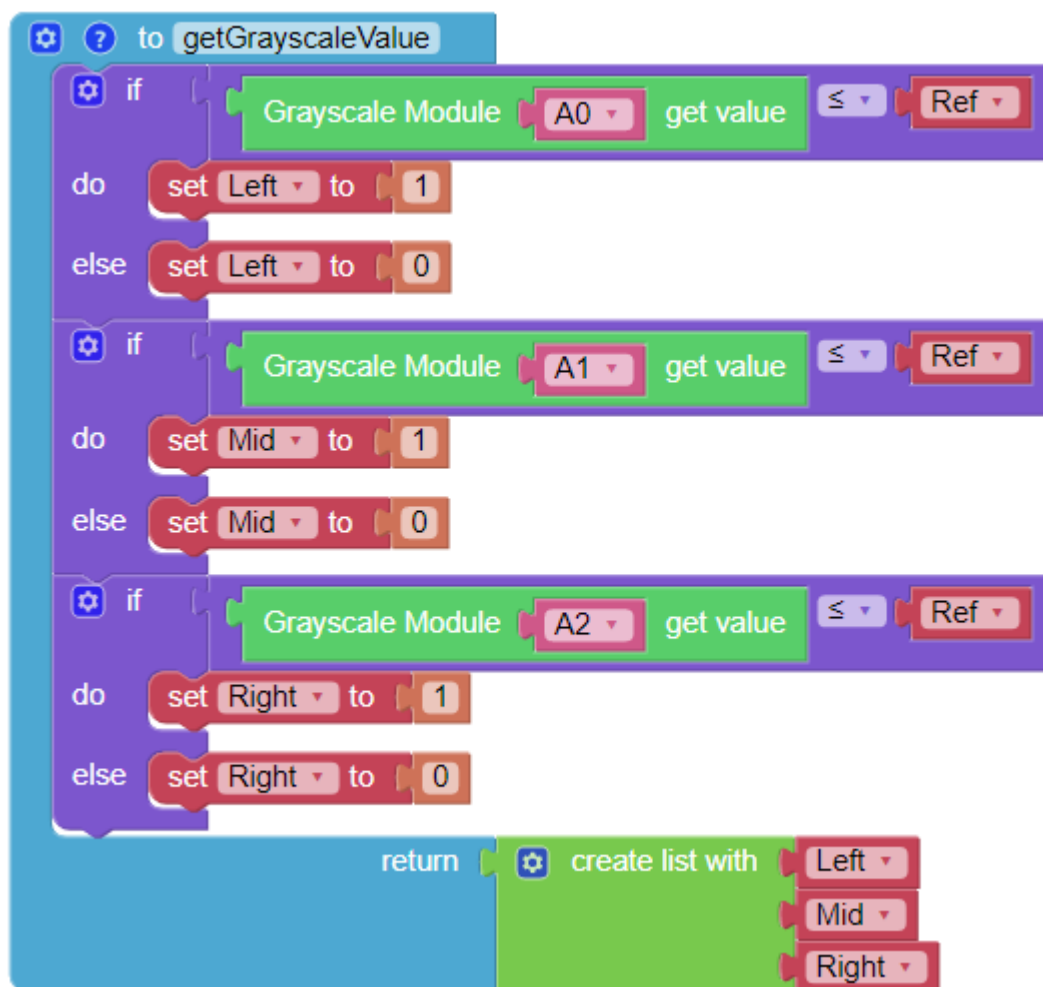 ? to getGrayscaleValue
if Grayscale Module A0 get value ≤ Ref
do set Left to 1
else set Left to 0
if Grayscale Module A1 get value ≤ Ref
do set Mid to 1
else set Mid to 0
if Grayscale Module A2 get value ≤ Ref
do set Right to 1
else set Right to 0
return create list with Left
Mid
Right